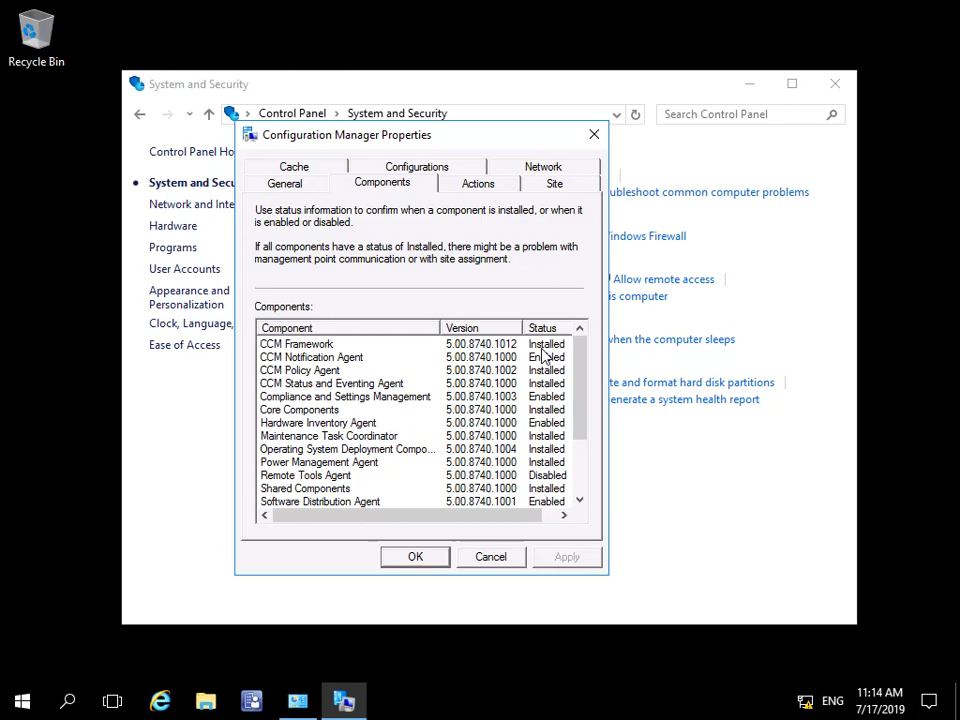 Recycle Bin
System and Security
Control Panel
System and Security
Search Control Panel
Control Panel Ho
System and Secu
Network and Inte
Hardware
Programs
User Accounts
Appearance and
Personalization
Clock, Language,
Ease of Access
Configuration Manager Properties
Cache
Configurations
Network
General
Components
Actions
Site
Use status information to confirm when a component is installed, or when it
is enabled or disabled.
If all components have a status of Installed, there might be a problem with
management point communication or with site assignment.
Components:
Component Version Status
CCM Framework 5.00.8740.1012 Installed
CCM Notification Agent 5.00.8740.1000 Enabled
CCM Policy Agent 5.00.8740.1002 Installed
CCM Status and Eventing Agent 5.00.8740.1000 Installed
Compliance and Settings Management 5.00.8740.1003 Enabled
Core Components 5.00.8740.1000 Installed
Hardware Inventory Agent 5.00.8740.1000 Enabled
Maintenance Task Coordinator 5.00.8740.1000 Installed
Operating System Deployment Compo... 5.00.8740.1004 Installed
Power Management Agent 5.00.8740.1000 Installed
Remote Tools Agent 5.00.8740.1000 Disabled
Shared Components 5.00.8740.1000 Installed
Software Distribution Agent 5.00.8740.1001 Enabled
OK
Cancel
Apply
oubleshoot common computer problems
indows Firewall
Allow remote access
is computer
when the computer sleeps
te and format hard disk partitions
enerate a system health report
ENG
11:14 AM
7/17/2019